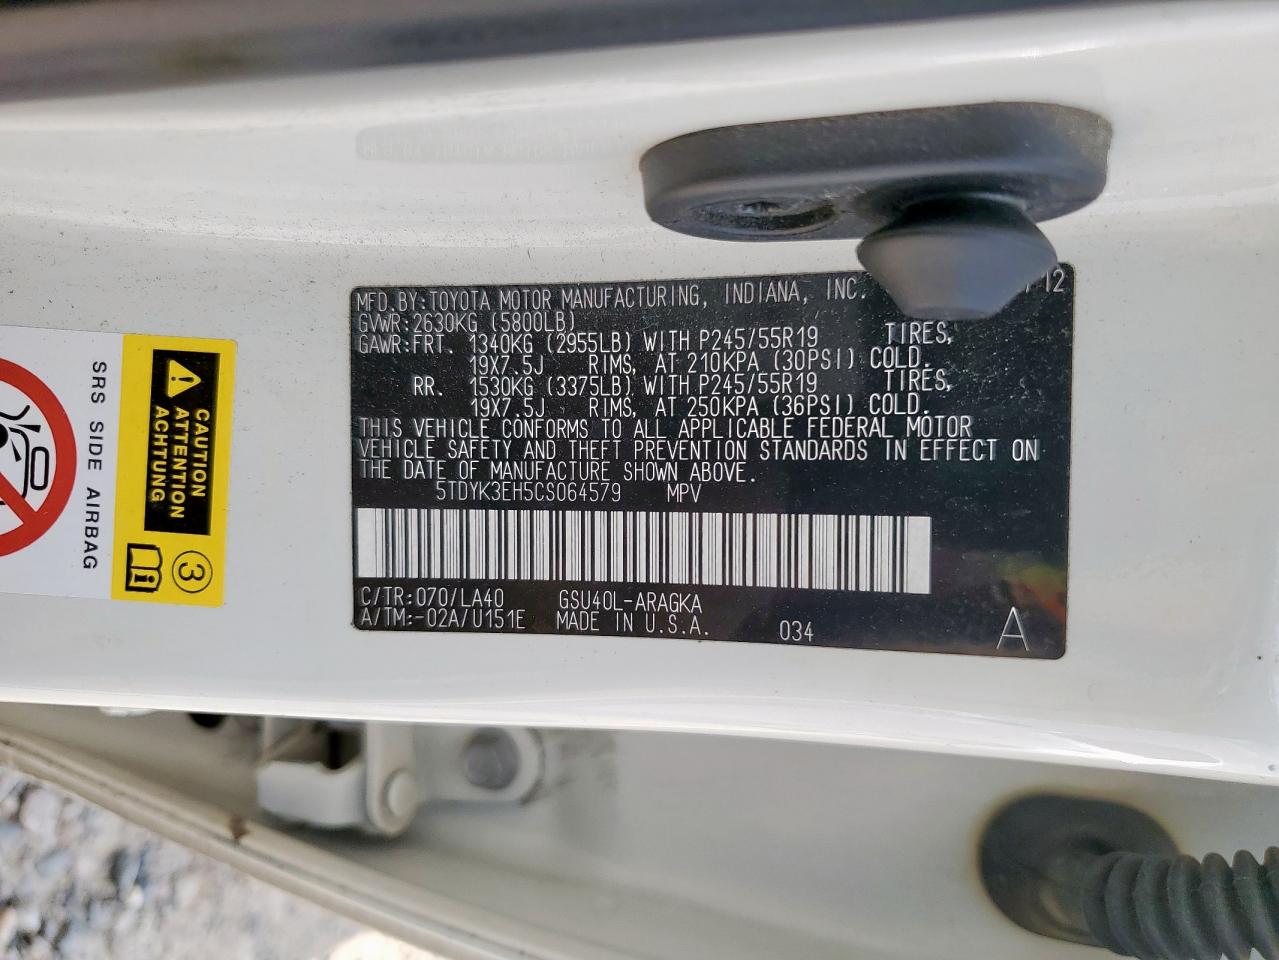 MFD.BY:TOYOTA MOTOR MANUFACTURING, INDIANA, INC. 12
GVWR:2630KG (5800LB)
GAWR:FRT. 1340KG (2955LB) WITH P245/55R19 TIRES,
19X7.5J RIMS, AT 210KPA (30PSI) COLD.
RR. 1530KG (3375LB) WITH P245/55R19 TIRES,
19X7.5J RIMS, AT 250KPA (36PSI) COLD.
THIS VEHICLE CONFORMS TO ALL APPLICABLE FEDERAL MOTOR
VEHICLE SAFETY AND THEFT PREVENTION STANDARDS IN EFFECT ON
THE DATE OF MANUFACTURE SHOWN ABOVE.
5TDYK3EH5CS064579 MPV
C/TR:070/LA40 GSU40L-ARAGKA
A/TM:-02A/U151E MADE IN U.S.A. 034 A
CAUTION
ATTENTION
ACHTUNG
3
SRS SIDE AIRBAG